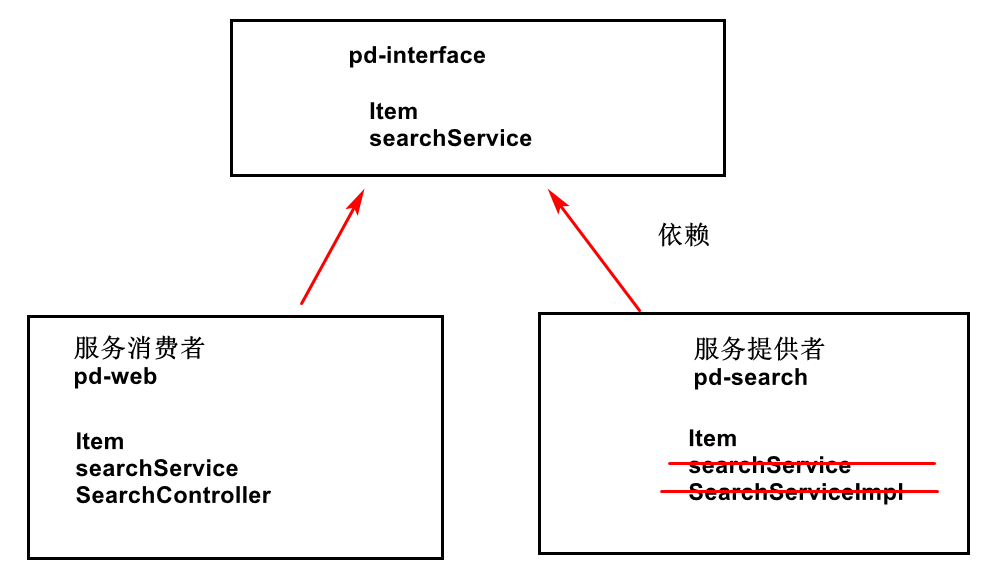 pd-interface
Item
searchService
依赖
服务消费者
pd-web
Item
searchService
SearchController
服务提供者
pd-search
Item
searchService
SearchServiceImpl